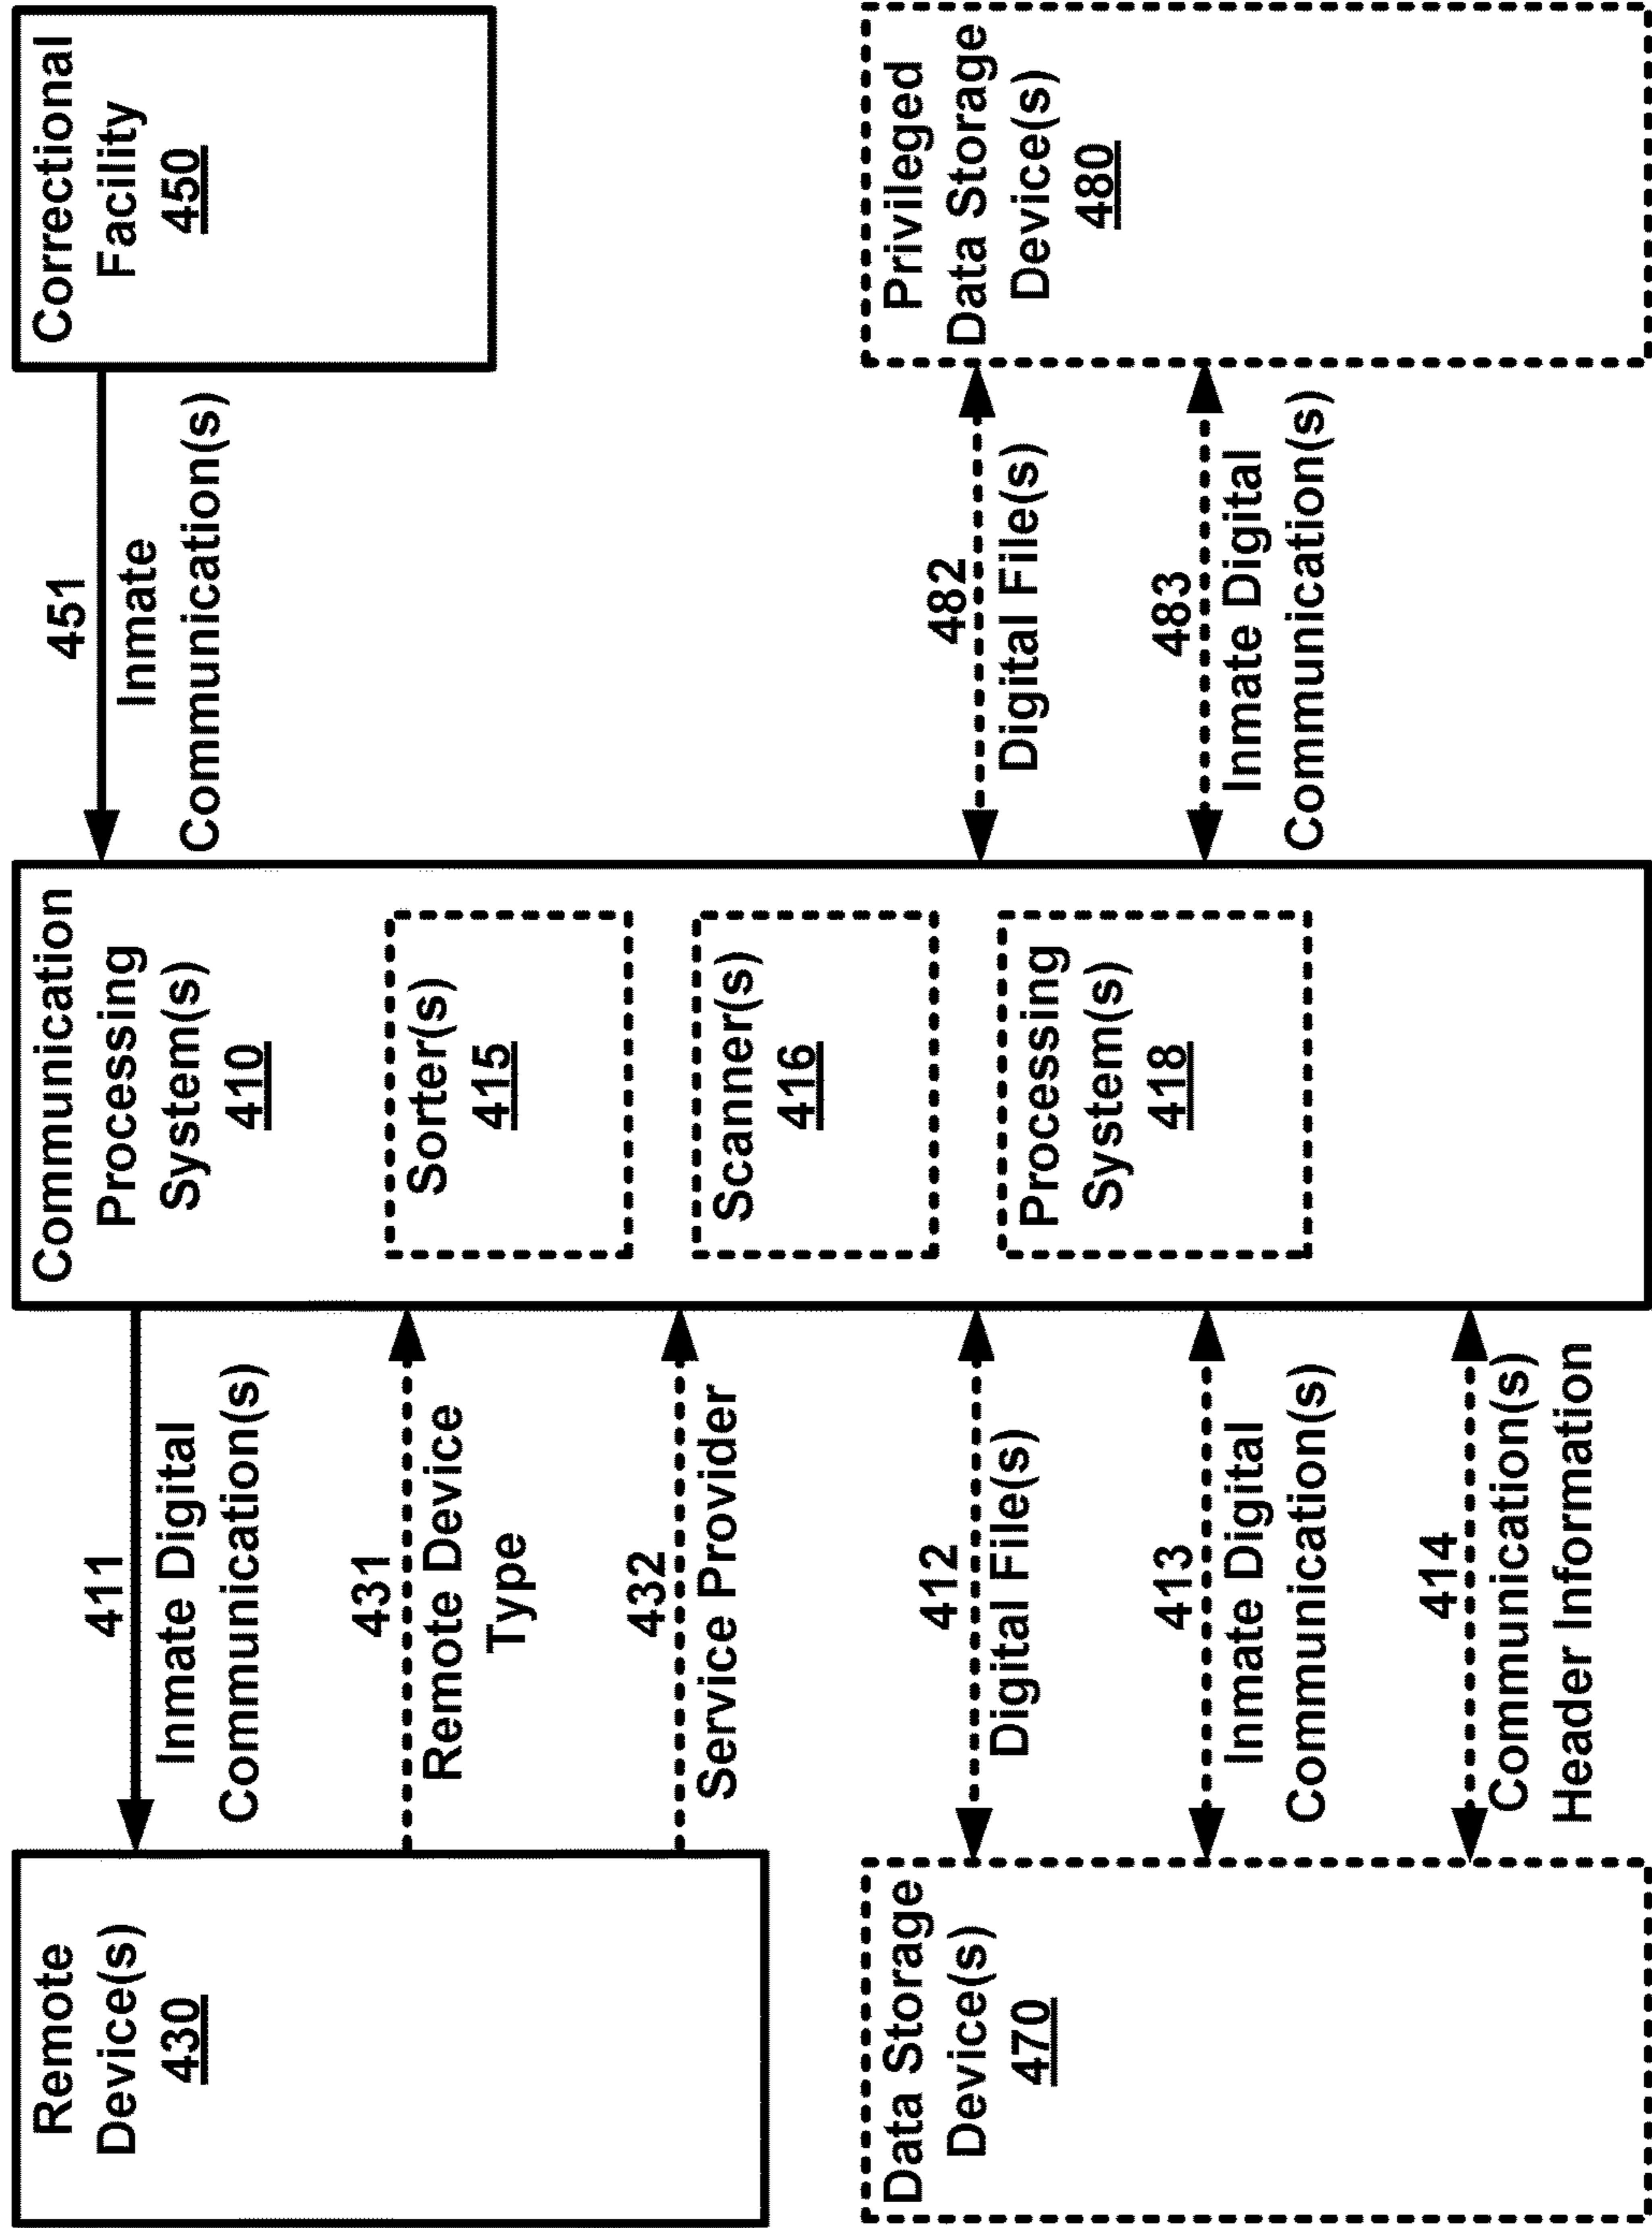 Remote
Device(s)
430
411
Inmate Digital
Communication(s)
431
Remote Device
Type
432
Service Provider
Data Storage
Device(s)
470
412
Digital File(s)
413
Inmate Digital
Communication(s)
414
Communication(s)
Header Information
Communication
Processing
System(s)
410
Sorter(s)
415
Scanner(s)
416
Processing
System(s)
418
451
Inmate
Communication(s)
Correctional
Facility
450
482
Digital File(s)
483
Inmate Digital
Communication(s)
Privileged
Data Storage
Device(s)
480